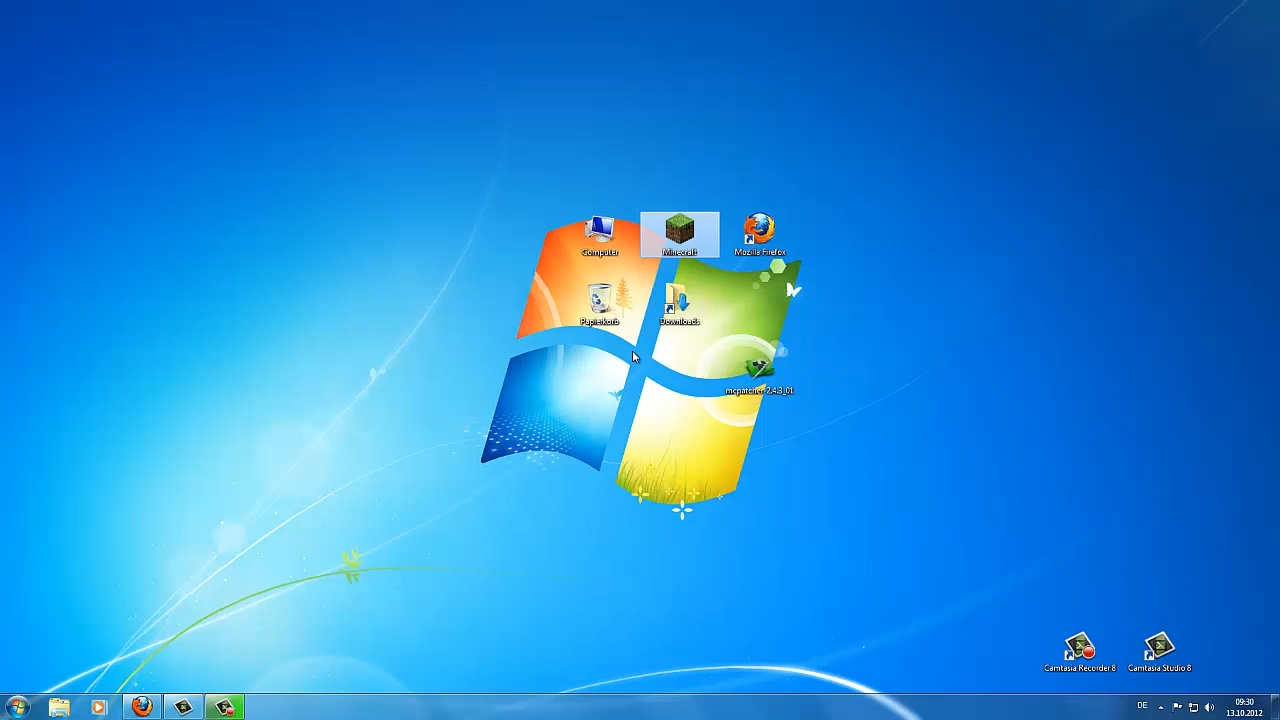 Computer
Minecraft
Mozilla Firefox
Papierkorb
Downloads
mcpatcher-2.4.3_01
Camtasia Recorder 8
Camtasia Studio 8
DE
09:30
13.10.2012